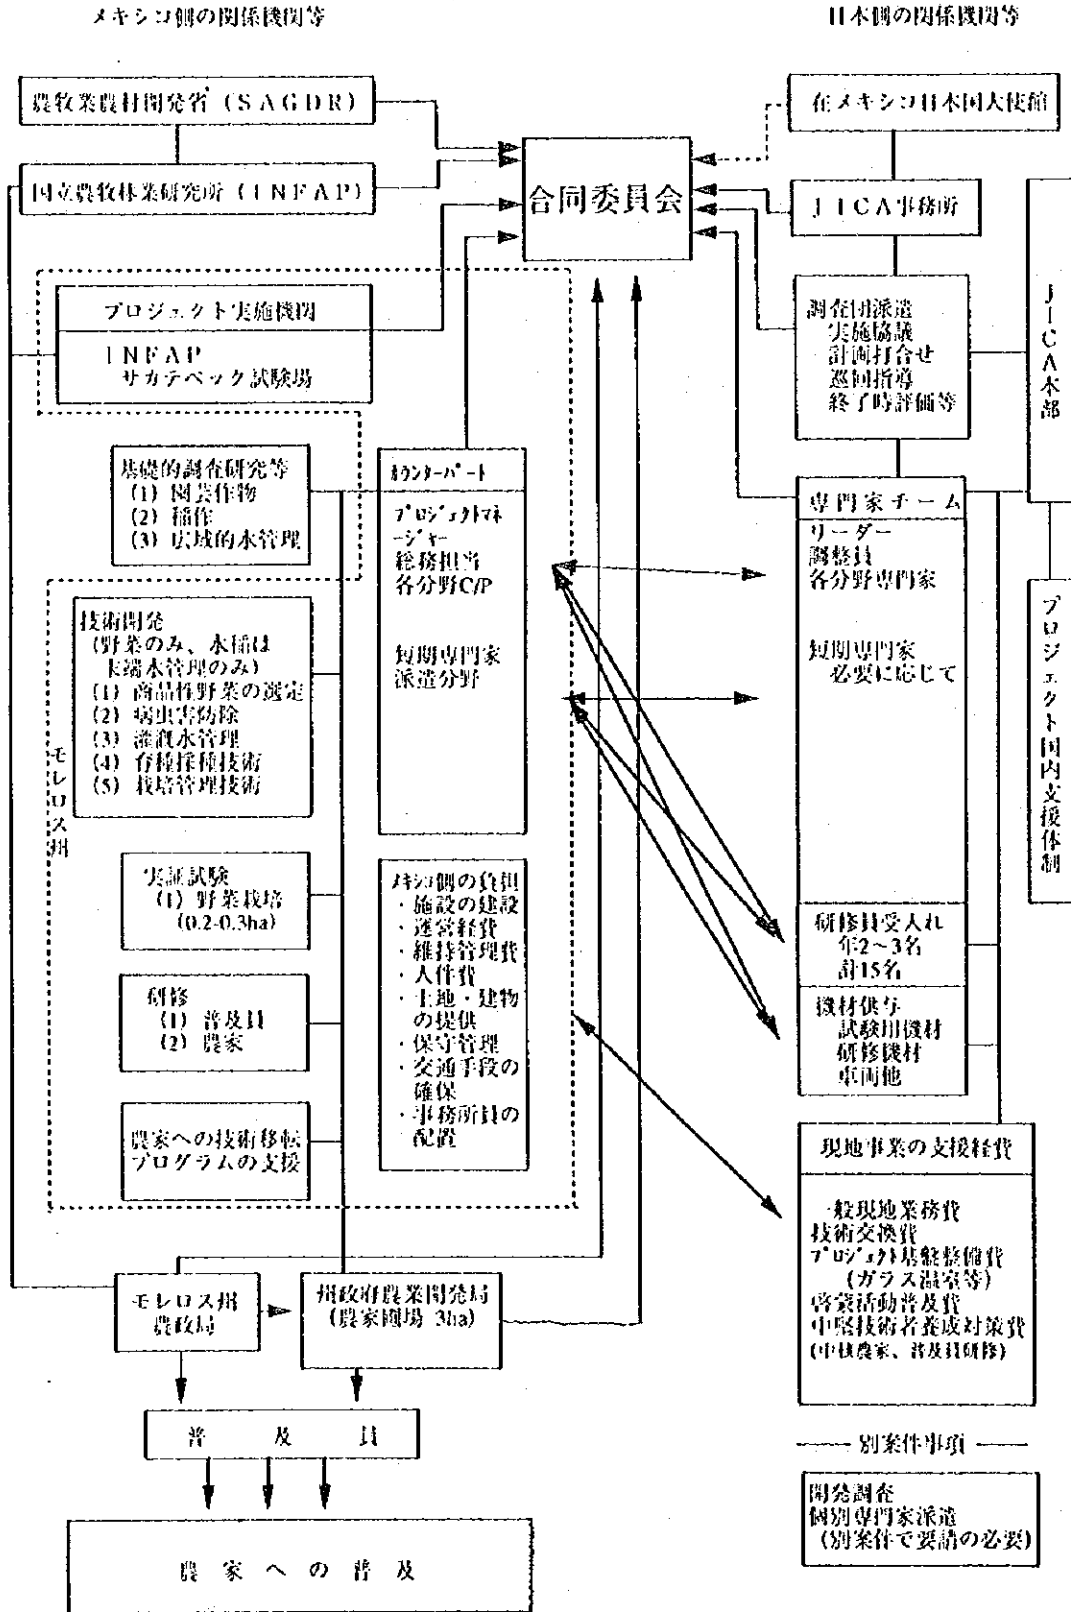 メキシコ側の関係機関等
農牧業農村開発省 (SAGDR)
国立農牧林業研究所 (INFAP)
合同委員会
プロジェクト実施機関
INFAP
サカテペック試験場
基礎的調査研究等
(1) 園芸作物
(2) 稲作
(3) 広域的水管理
カウンターパート
プロジェクトマネ
ージャー
総務担当
各分野C/P
短期専門家
派遣分野
技術開発
(野菜のみ、水稲は
末端水管理のみ)
(1) 商品性野菜の選定
(2) 病虫害防除
(3) 灌漑水管理
(4) 育種採種技術
(5) 栽培管理技術
モレロス州
実証試験
(1) 野菜栽培
(0.2-0.3ha)
研修
(1) 普及員
(2) 農家
農家への技術移転
プログラムの支援
メキシコ側の負担
・施設の建設
・運営経費
・維持管理費
・人件費
・土地・建物
の提供
・保守管理
・交通手段の
確保
・事務所員の
配置
モレロス州
農政局
州政府農業開発局
(農家圃場 3ha)
普及員
農家への普及
日本側の関係機関等
在メキシコ日本国大使館
JICA事務所
調査団派遣
実施協議
計画打合せ
巡回指導
終了時評価等
JICA本部
専門家チーム
リーダー
調整員
各分野専門家
短期専門家
必要に応じて
プロジェクト国内支援体制
研修員受入れ
年2~3名
計15名
機材供与
試験用機材
研修機材
車両他
現地事業の支援経費
一般現地業務費
技術交換費
プロジェクト基盤整備費
(ガラス温室等)
啓蒙活動普及費
中堅技術者養成対策費
(中核農家、普及員研修)
別案件事項
開発調査
個別専門家派遣
(別案件で要請の必要)